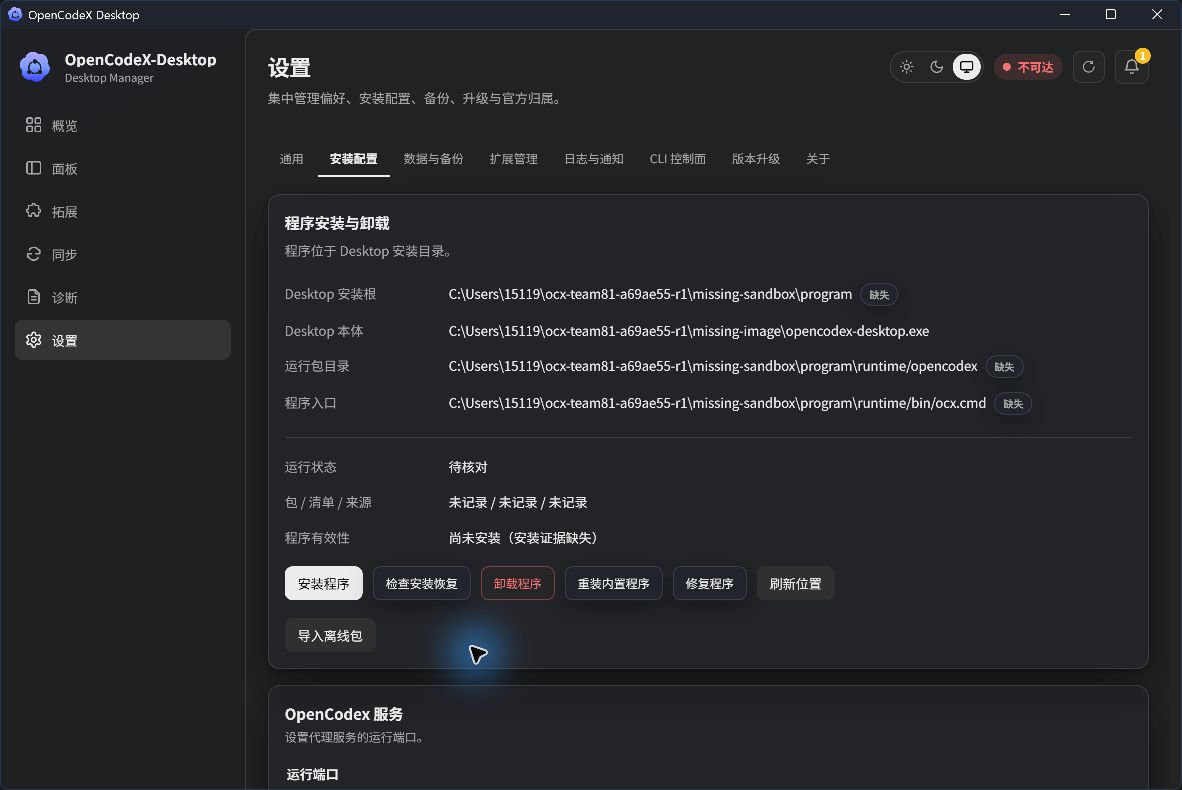 OpenCodeX Desktop
OpenCodeX-Desktop
Desktop Manager
概览
面板
拓展
同步
诊断
设置
设置
集中管理偏好、安装配置、备份、升级与官方归属。
不可达
1
通用 安装配置 数据与备份 扩展管理 日志与通知 CLI 控制面 版本升级 关于
程序安装与卸载
程序位于 Desktop 安装目录。
Desktop 安装根 C:\Users\15119\ocx-team81-a69ae55-r1\missing-sandbox\program 缺失
Desktop 本体 C:\Users\15119\ocx-team81-a69ae55-r1\missing-image\opencodex-desktop.exe
运行包目录 C:\Users\15119\ocx-team81-a69ae55-r1\missing-sandbox\program\runtime/opencodex 缺失
程序入口 C:\Users\15119\ocx-team81-a69ae55-r1\missing-sandbox\program\runtime/bin/ocx.cmd 缺失
运行状态 待核对
包 / 清单 / 来源 未记录 / 未记录 / 未记录
程序有效性 尚未安装（安装证据缺失）
安装程序 检查安装恢复 卸载程序 重装内置程序 修复程序 刷新位置
导入离线包
OpenCodex 服务
设置代理服务的运行端口。
运行端口